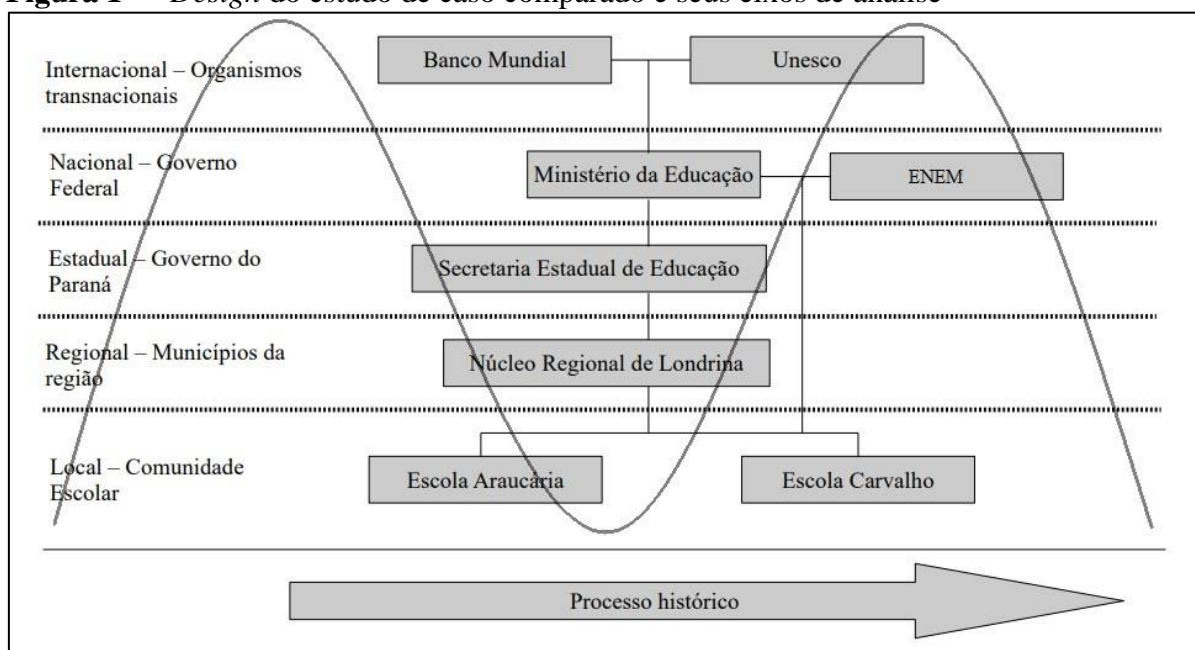 Figura 1 – Design do estudo de caso comparado e seus eixos de análise
Internacional – Organismos
transnacionais
Banco Mundial
Unesco
Nacional – Governo
Federal
Ministério da Educação
ENEM
Estadual – Governo do
Paraná
Secretaria Estadual de Educação
Regional – Municípios da
região
Núcleo Regional de Londrina
Local – Comunidade
Escolar
Escola Araucária
Escola Carvalho
Processo histórico